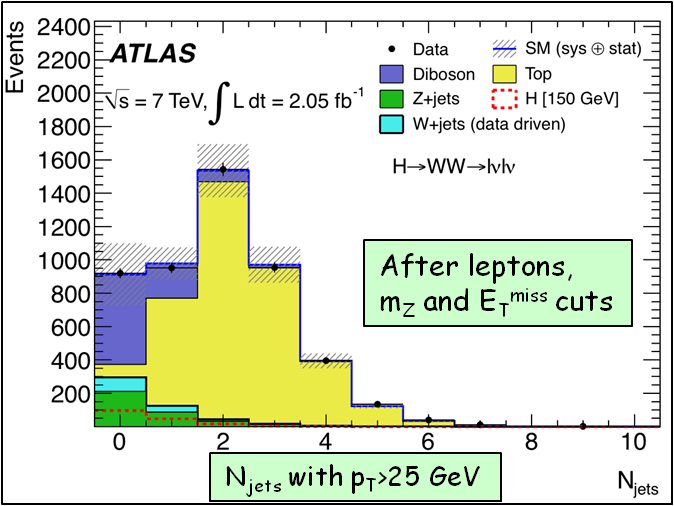 Events
2400
2200
2000
1800
1600
1400
1200
1000
800
600
400
200
ATLAS
√s = 7 TeV, ∫ L dt = 2.05 fb⁻¹
Data
SM (sys ⊕ stat)
Diboson
Top
Z+jets
H [150 GeV]
W+jets (data driven)
H→WW→lνlν
After leptons,
m_Z and E_T^miss cuts
0 2 4 6 8 10
N_jets with p_T>25 GeV
N_jets